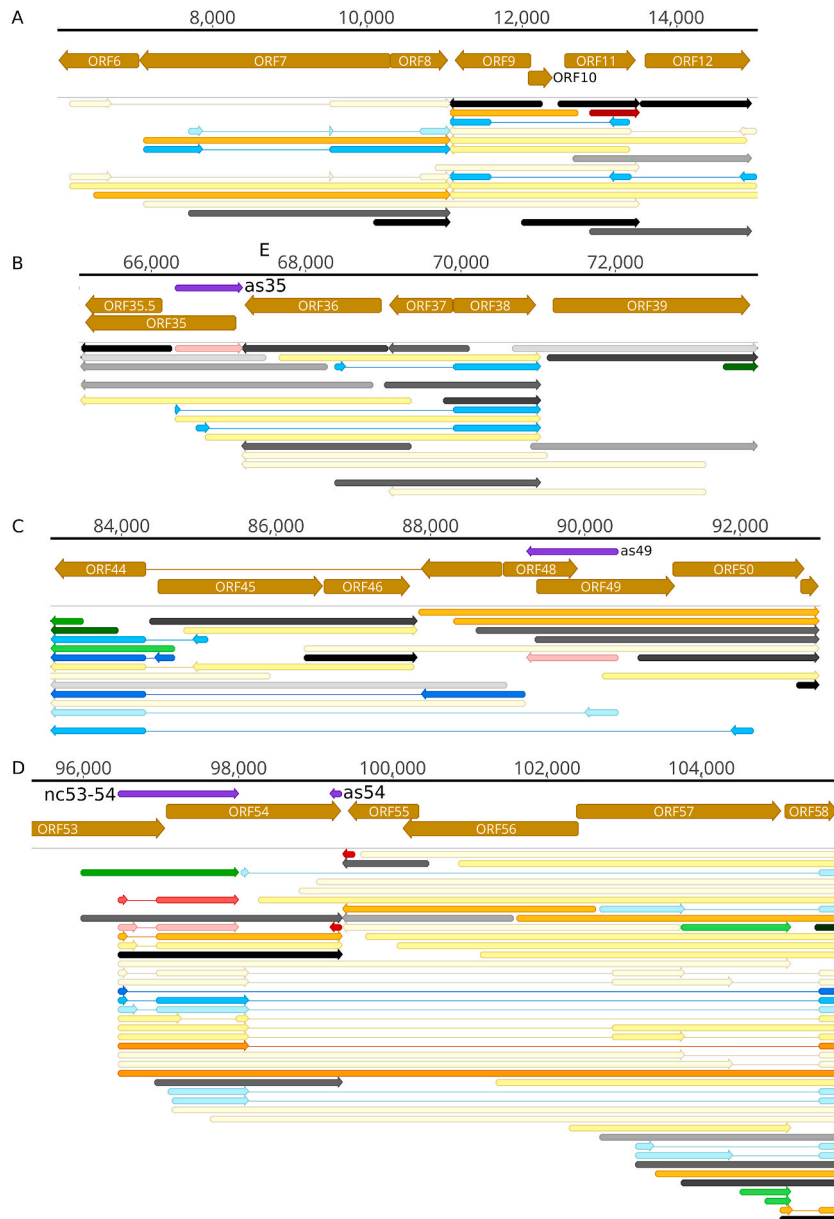 A
8,000 10,000 12,000 14,000
ORF6 ORF7 ORF8 ORF9 ORF11 ORF12
ORF10
B E
66,000 68,000 70,000 72,000
as35
ORF35.5 ORF36 ORF37 ORF38 ORF39
ORF35
C
84,000 86,000 88,000 90,000 92,000
as49
ORF44 ORF48
ORF45 ORF46 ORF49 ORF50
D
96,000 98,000 100,000 102,000 104,000
nc53-54 as54
ORF54 ORF55 ORF57 ORF58
ORF53 ORF56